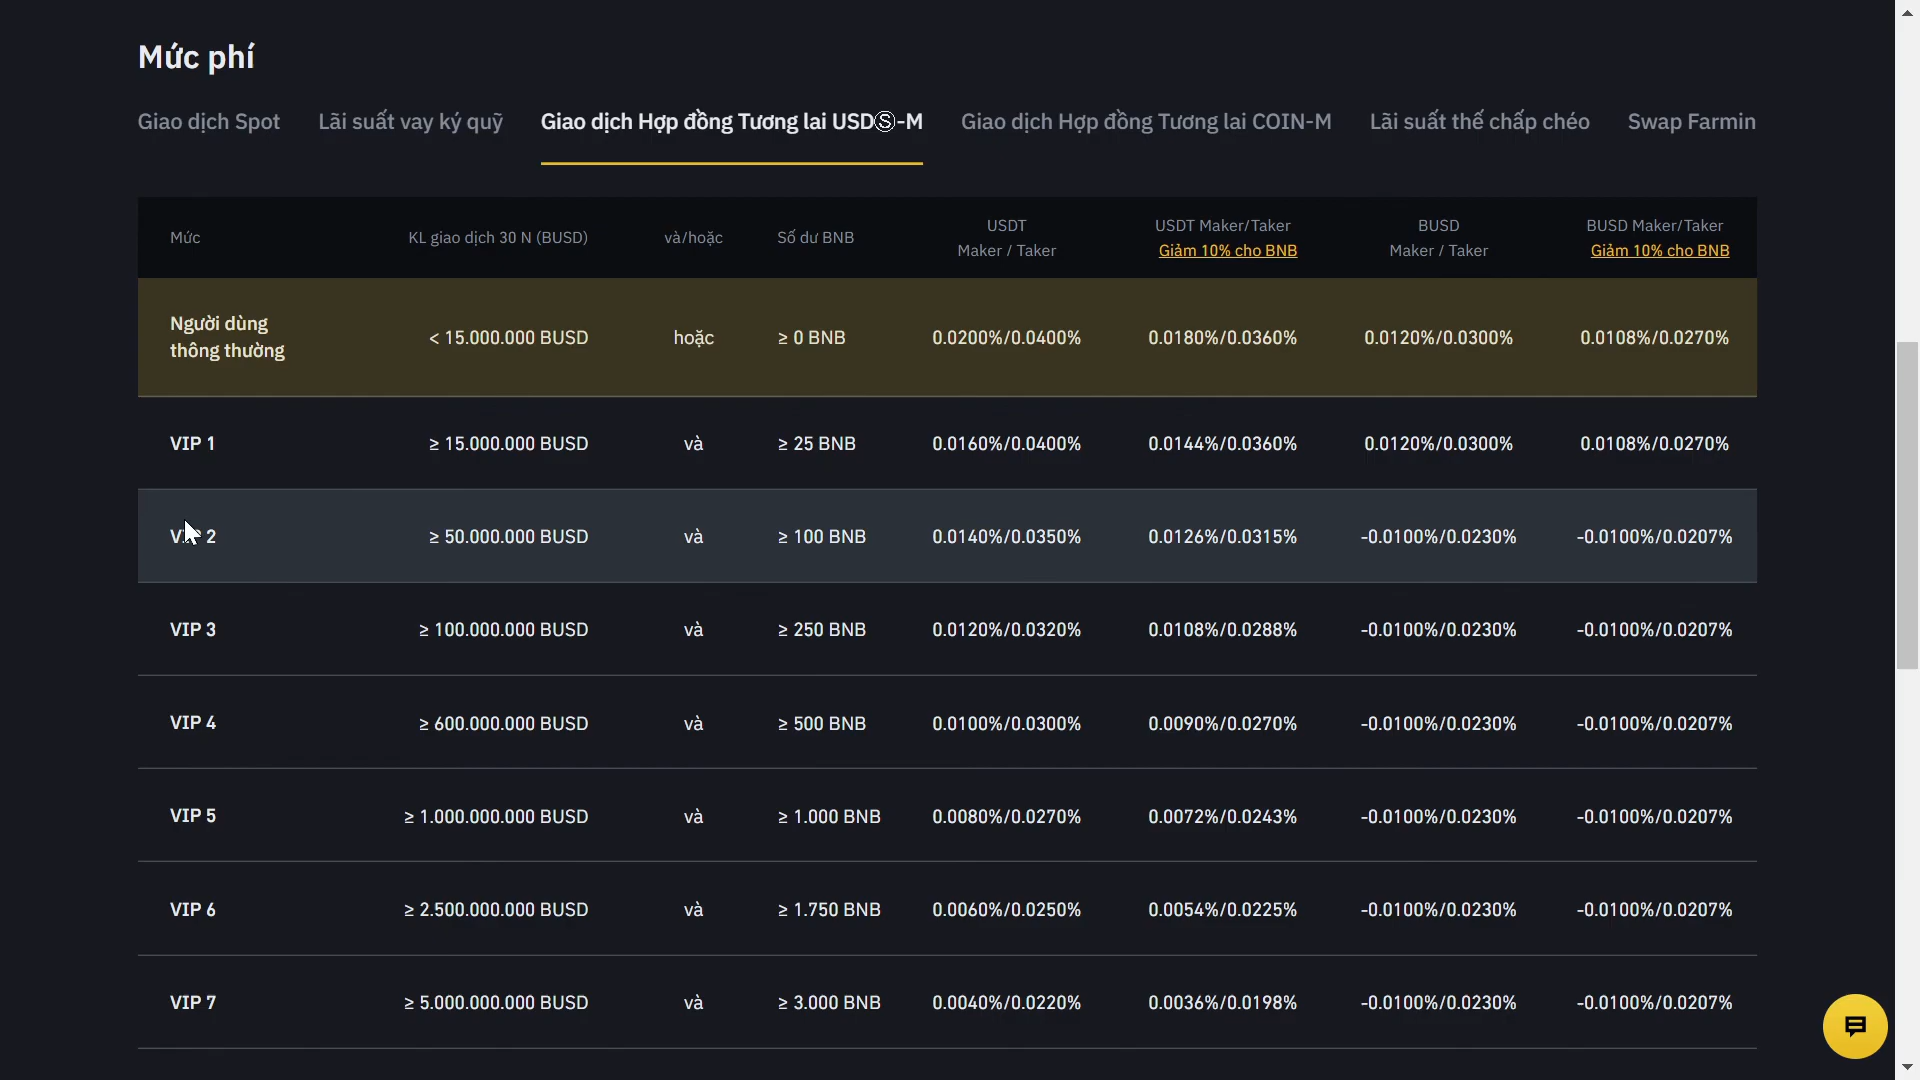 Mức phí
Giao dịch Spot Lãi suất vay ký quỹ Giao dịch Hợp đồng Tương lai USDⓈ-M Giao dịch Hợp đồng Tương lai COIN-M Lãi suất thế chấp chéo Swap Farmin
Mức KL giao dịch 30 N (BUSD) và/hoặc Số dư BNB USDT Maker / Taker USDT Maker/Taker Giảm 10% cho BNB BUSD Maker / Taker BUSD Maker/Taker Giảm 10% cho BNB
Người dùng thông thường < 15.000.000 BUSD hoặc ≥ 0 BNB 0.0200%/0.0400% 0.0180%/0.0360% 0.0120%/0.0300% 0.0108%/0.0270%
VIP 1 ≥ 15.000.000 BUSD và ≥ 25 BNB 0.0160%/0.0400% 0.0144%/0.0360% 0.0120%/0.0300% 0.0108%/0.0270%
VIP 2 ≥ 50.000.000 BUSD và ≥ 100 BNB 0.0140%/0.0350% 0.0126%/0.0315% -0.0100%/0.0230% -0.0100%/0.0207%
VIP 3 ≥ 100.000.000 BUSD và ≥ 250 BNB 0.0120%/0.0320% 0.0108%/0.0288% -0.0100%/0.0230% -0.0100%/0.0207%
VIP 4 ≥ 600.000.000 BUSD và ≥ 500 BNB 0.0100%/0.0300% 0.0090%/0.0270% -0.0100%/0.0230% -0.0100%/0.0207%
VIP 5 ≥ 1.000.000.000 BUSD và ≥ 1.000 BNB 0.0080%/0.0270% 0.0072%/0.0243% -0.0100%/0.0230% -0.0100%/0.0207%
VIP 6 ≥ 2.500.000.000 BUSD và ≥ 1.750 BNB 0.0060%/0.0250% 0.0054%/0.0225% -0.0100%/0.0230% -0.0100%/0.0207%
VIP 7 ≥ 5.000.000.000 BUSD và ≥ 3.000 BNB 0.0040%/0.0220% 0.0036%/0.0198% -0.0100%/0.0230% -0.0100%/0.0207%